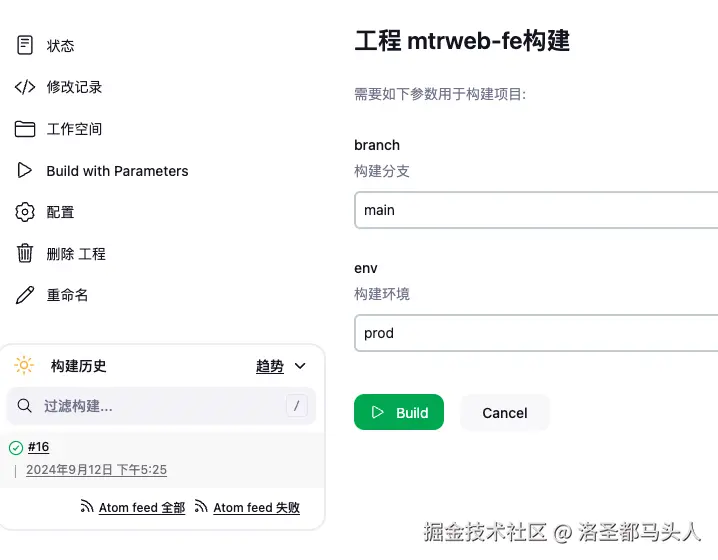 状态
修改记录
工作空间
Build with Parameters
配置
删除 工程
重命名
构建历史
趋势
过滤构建...
/
#16
2024年9月12日 下午5:25
Atom feed 全部
Atom feed 失败
工程 mtrweb-fe构建
需要如下参数用于构建项目:
branch
构建分支
main
env
构建环境
prod
Build
Cancel
掘金技术社区 @ 洛圣都马头人